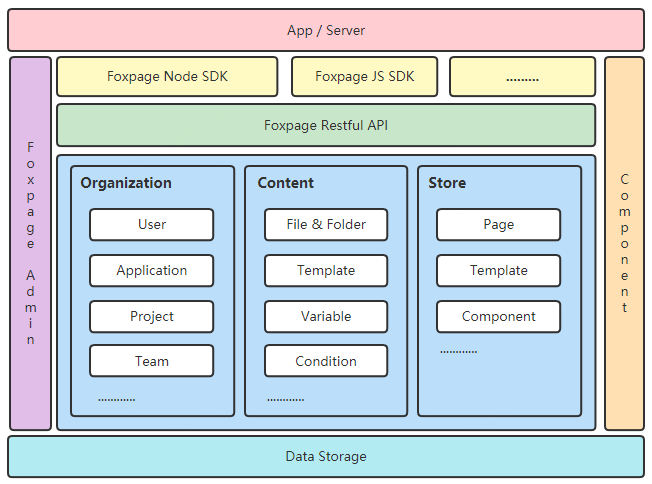 App / Server
Foxpage Node SDK
Foxpage JS SDK
.........
Foxpage Restful API
Foxpage Admin
Organization
User
Application
Project
Team
............
Content
File & Folder
Template
Variable
Condition
............
Store
Page
Template
Component
............
Component
Data Storage